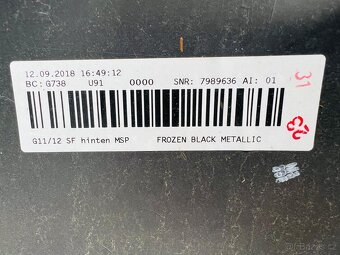 12.09.2018 16:49:12
BC: G738 U91 0000 SNR: 7989636 AI: 01
G11/12 SF hinten MSP FROZEN BLACK METALLIC
31